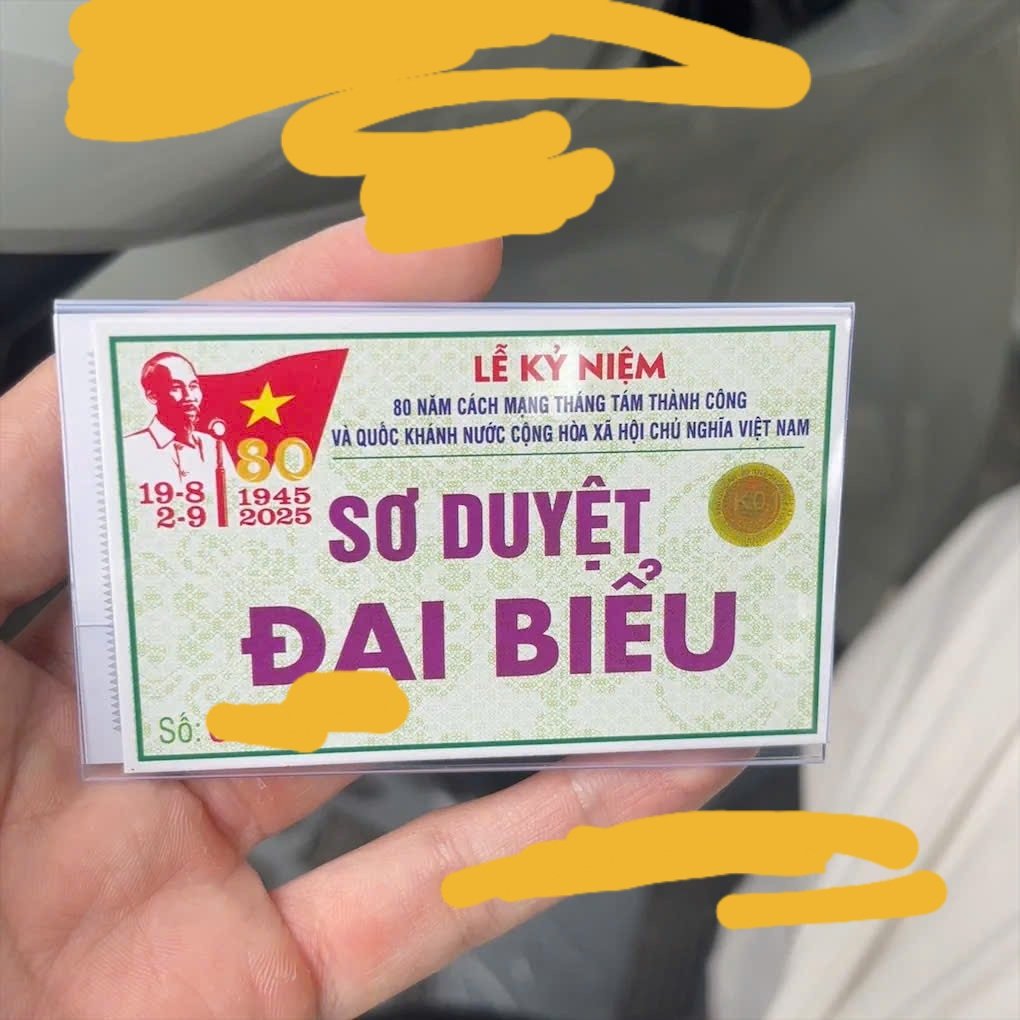 LỄ KỶ NIỆM
80 NĂM CÁCH MẠNG THÁNG TÁM THÀNH CÔNG
VÀ QUỐC KHÁNH NƯỚC CỘNG HÒA XÃ HỘI CHỦ NGHĨA VIỆT NAM
80
19-8 1945
2-9 2025
SƠ DUYỆT
ĐẠI BIỂU
Số: